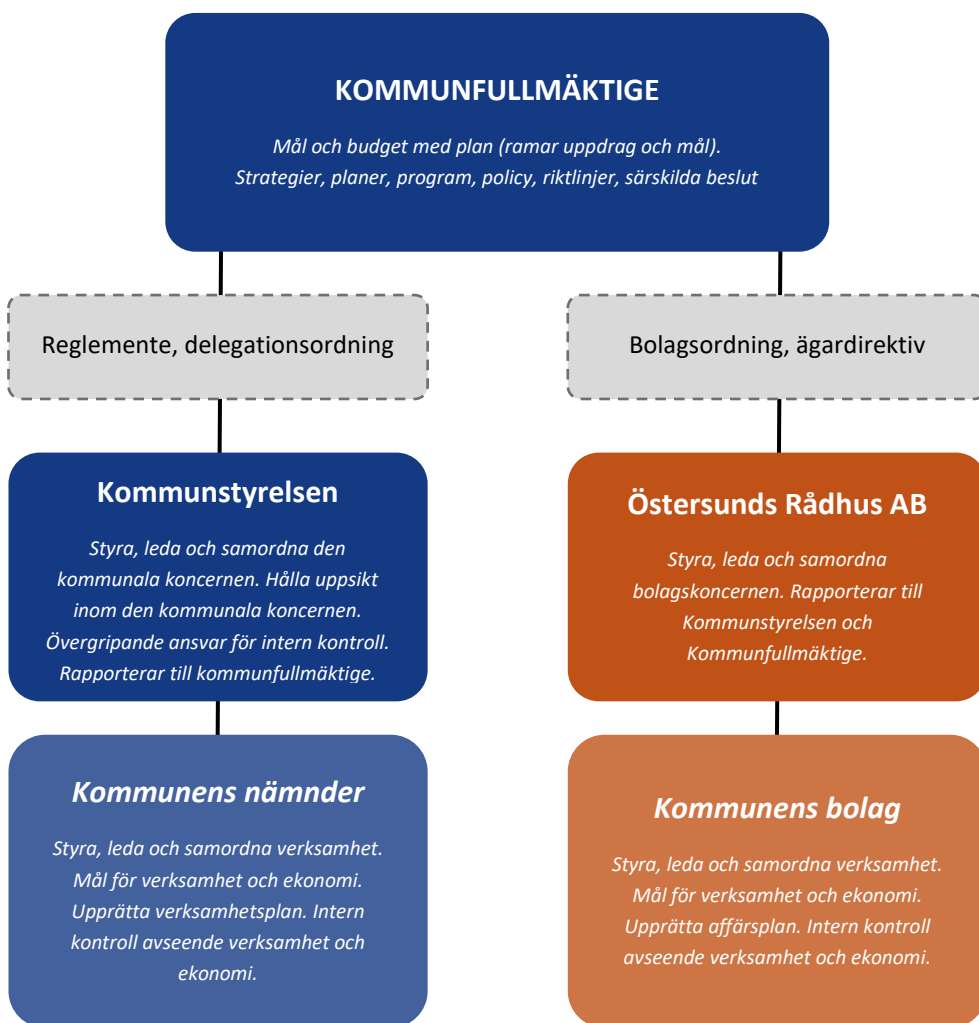 KOMMUNFULLMÄKTIGE
Mål och budget med plan (ramar uppdrag och mål).
Strategier, planer, program, policy, riktlinjer, särskilda beslut
Reglemente, delegationsordning
Bolagsordning, ägardirektiv
Kommunstyrelsen
Styra, leda och samordna den
kommunala koncernen. Hålla uppsikt
inom den kommunala koncernen.
Övergripande ansvar för intern kontroll.
Rapporterar till kommunfullmäktige.
Östersunds Rådhus AB
Styra, leda och samordna
bolagskoncernen. Rapporterar till
Kommunstyrelsen och
Kommunfullmäktige.
Kommunens nämnder
Styra, leda och samordna verksamhet.
Mål för verksamhet och ekonomi.
Upprätta verksamhetsplan. Intern
kontroll avseende verksamhet och
ekonomi.
Kommunens bolag
Styra, leda och samordna verksamhet.
Mål för verksamhet och ekonomi.
Upprätta affärsplan. Intern kontroll
avseende verksamhet och ekonomi.